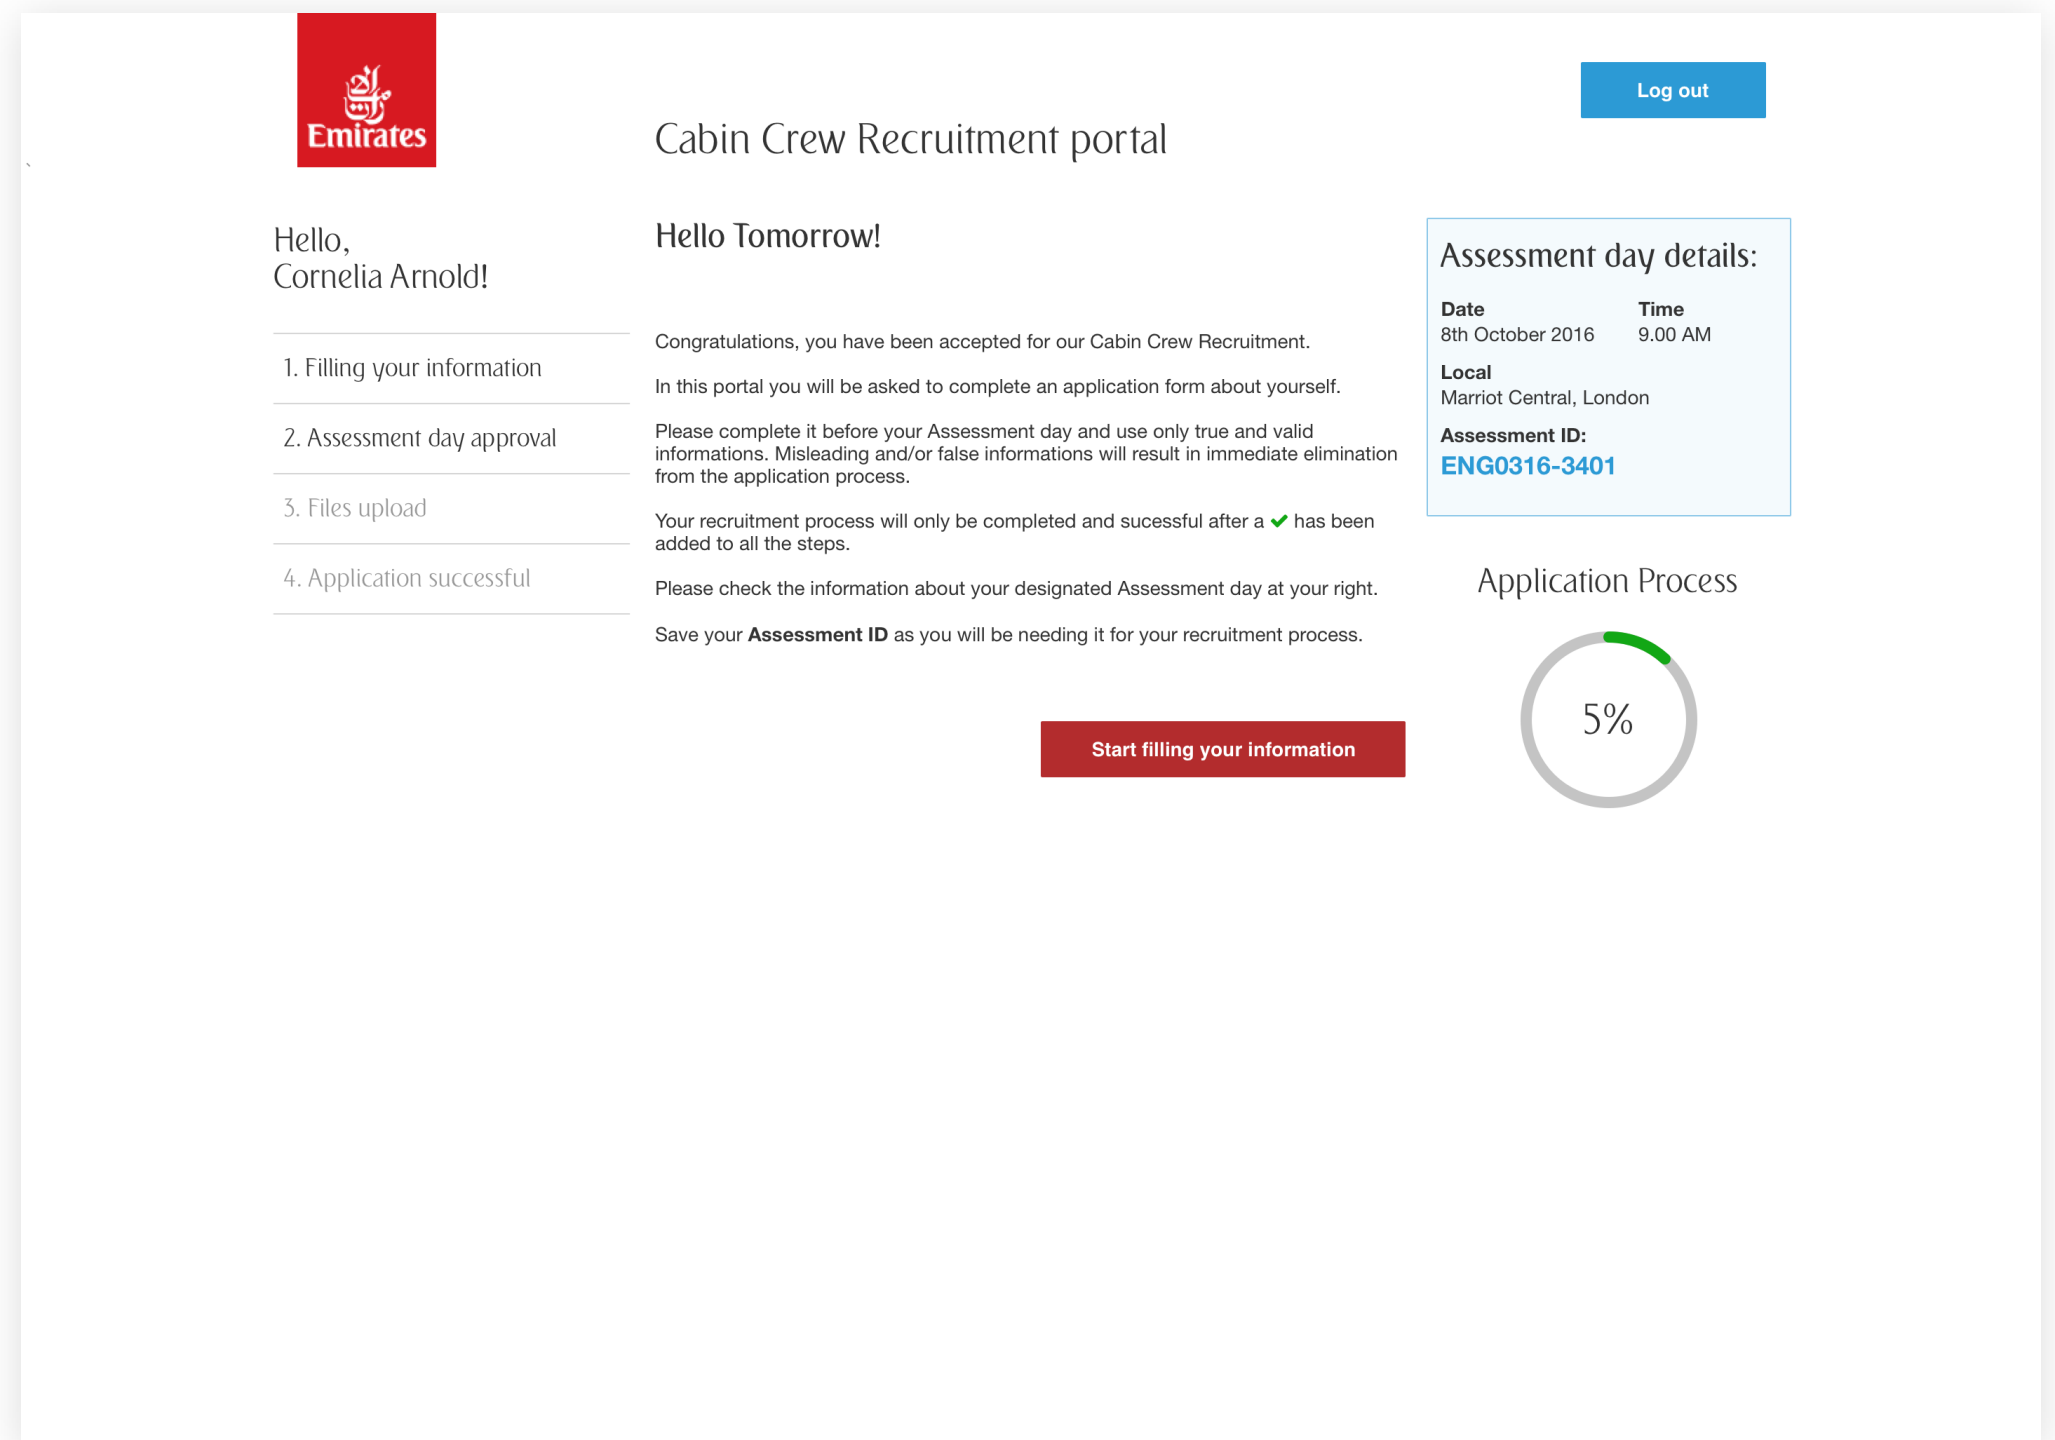 Emirates
Log out
Cabin Crew Recruitment portal
`
Hello,
Cornelia Arnold!
1. Filling your information
2. Assessment day approval
3. Files upload
4. Application successful
Hello Tomorrow!
Congratulations, you have been accepted for our Cabin Crew Recruitment.
In this portal you will be asked to complete an application form about yourself.
Please complete it before your Assessment day and use only true and valid
informations. Misleading and/or false informations will result in immediate elimination
from the application process.
Your recruitment process will only be completed and sucessful after a ✔ has been
added to all the steps.
Please check the information about your designated Assessment day at your right.
Save your Assessment ID as you will be needing it for your recruitment process.
Start filling your information
Assessment day details:
Date Time
8th October 2016 9.00 AM
Local
Marriot Central, London
Assessment ID:
ENG0316-3401
Application Process
5%